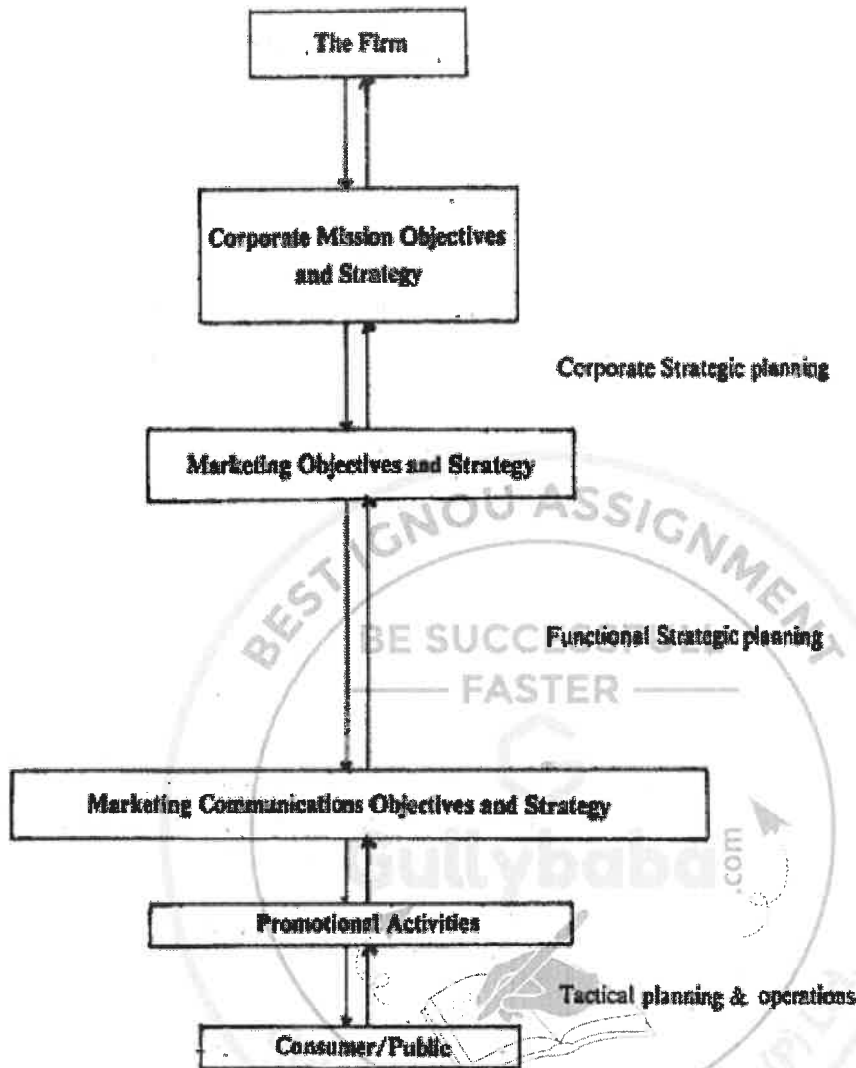 The Firm
Corporate Mission Objectives
and Strategy
Corporate Strategic planning
Marketing Objectives and Strategy
BEST IGNOU ASSIGNMENT
BE SUCCESSFULL
Functional Strategic planning
FASTER
Marketing Communications Objectives and Strategy
Gullybaba
.com
Promotional Activities
Tactical planning & operations
Consumer/Public